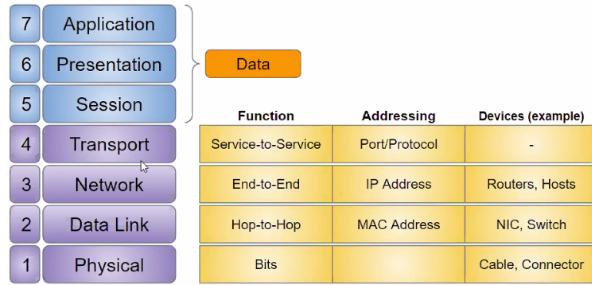 7 Application
6 Presentation
Data
5 Session
Function Addressing Devices (example)
4 Transport Service-to-Service Port/Protocol -
3 Network End-to-End IP Address Routers, Hosts
2 Data Link Hop-to-Hop MAC Address NIC, Switch
1 Physical Bits Cable, Connector